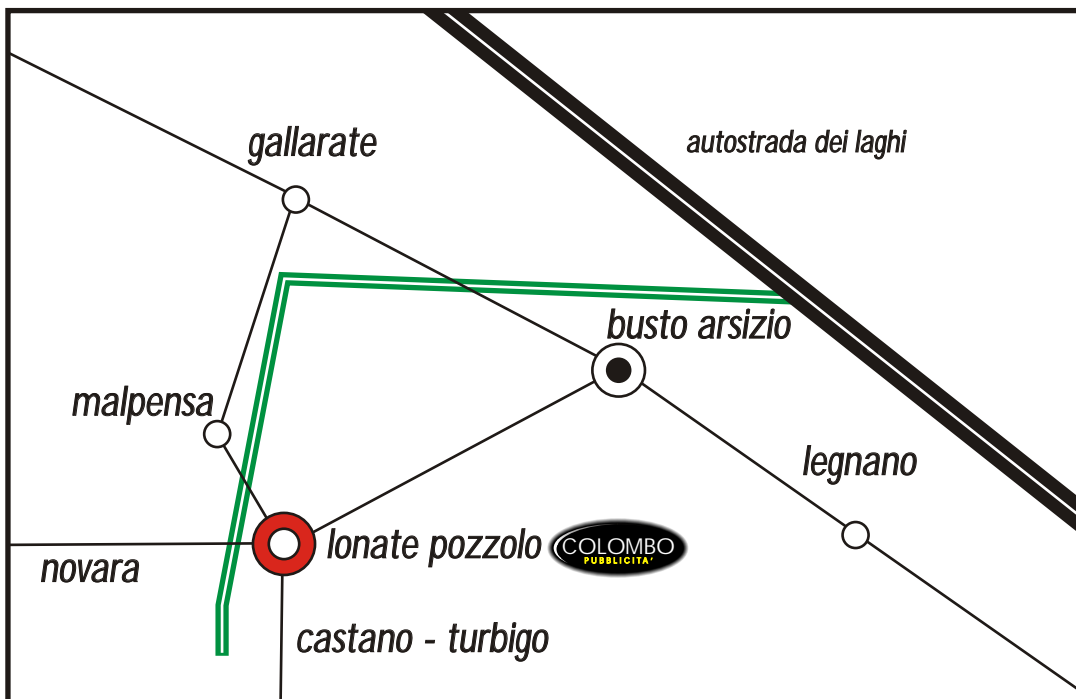 gallarate
autostrada dei laghi
busto arsizio
malpensa
legnano
lonate pozzolo
COLOMBO
PUBBLICITA'
novara
castano - turbigo